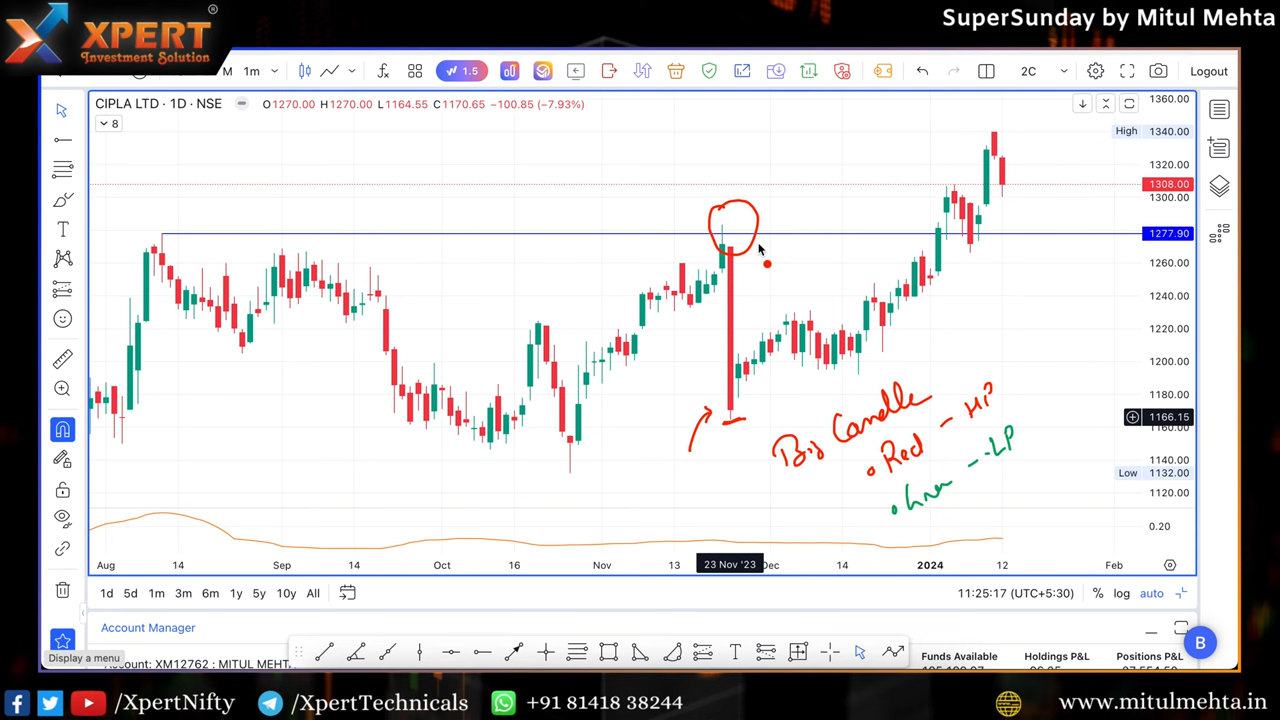 SuperSunday by Mitul Mehta
XPERT
Investment Solution
®
M 1m 1.5 2C Logout
CIPLA LTD · 1D · NSE O1270.00 H1270.00 L1164.55 C1170.65 −100.85 (−7.93%)
8
1360.00
High 1340.00
1320.00
1308.00
1300.00
1277.90
1260.00
1240.00
1220.00
1200.00
1180.00
1166.15
1160.00
1140.00
Low 1132.00
1120.00
0.20
Big Candle
Red - Hi
- LP
Aug 14 Sep 14 Oct 16 Nov 13 23 Nov '23 Dec 14 2024 12 Feb
1d 5d 1m 3m 6m 1y 5y 10y All 11:25:17 (UTC+5:30) % log auto
Account Manager
B
Display a menu
Account: XM12762 : MITUL MEHT
Funds Available Holdings P&L Positions P&L
/XpertNifty /XpertTechnicals +91 81418 38244 www.mitulmehta.in